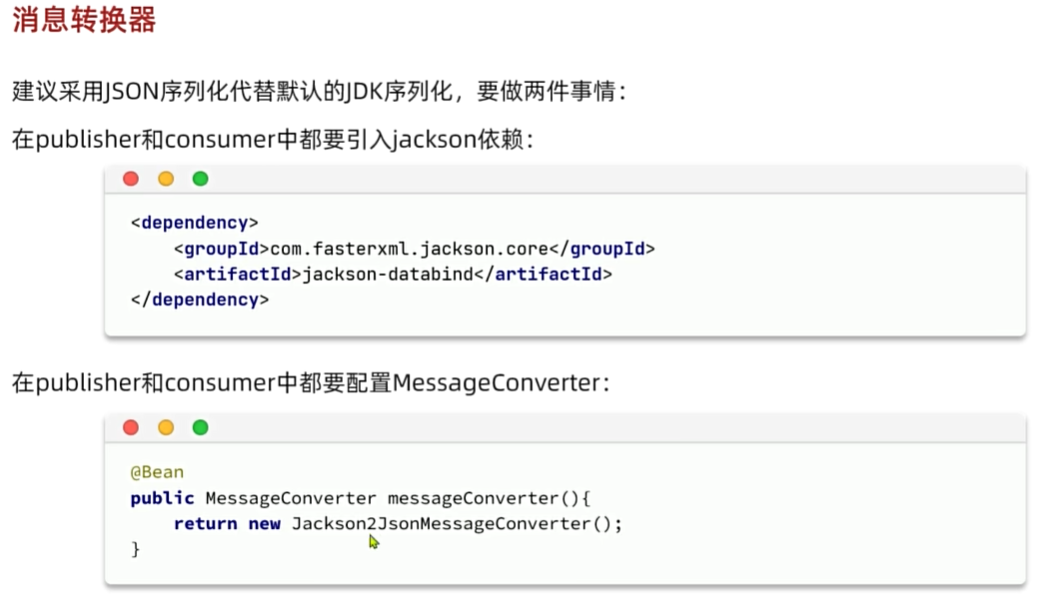 消息转换器
建议采用JSON序列化代替默认的JDK序列化，要做两件事情：
在publisher和consumer中都要引入jackson依赖：
<dependency>
    <groupId>com.fasterxml.jackson.core</groupId>
    <artifactId>jackson-databind</artifactId>
</dependency>
在publisher和consumer中都要配置MessageConverter：
@Bean
public MessageConverter messageConverter(){
    return new Jackson2JsonMessageConverter();
}